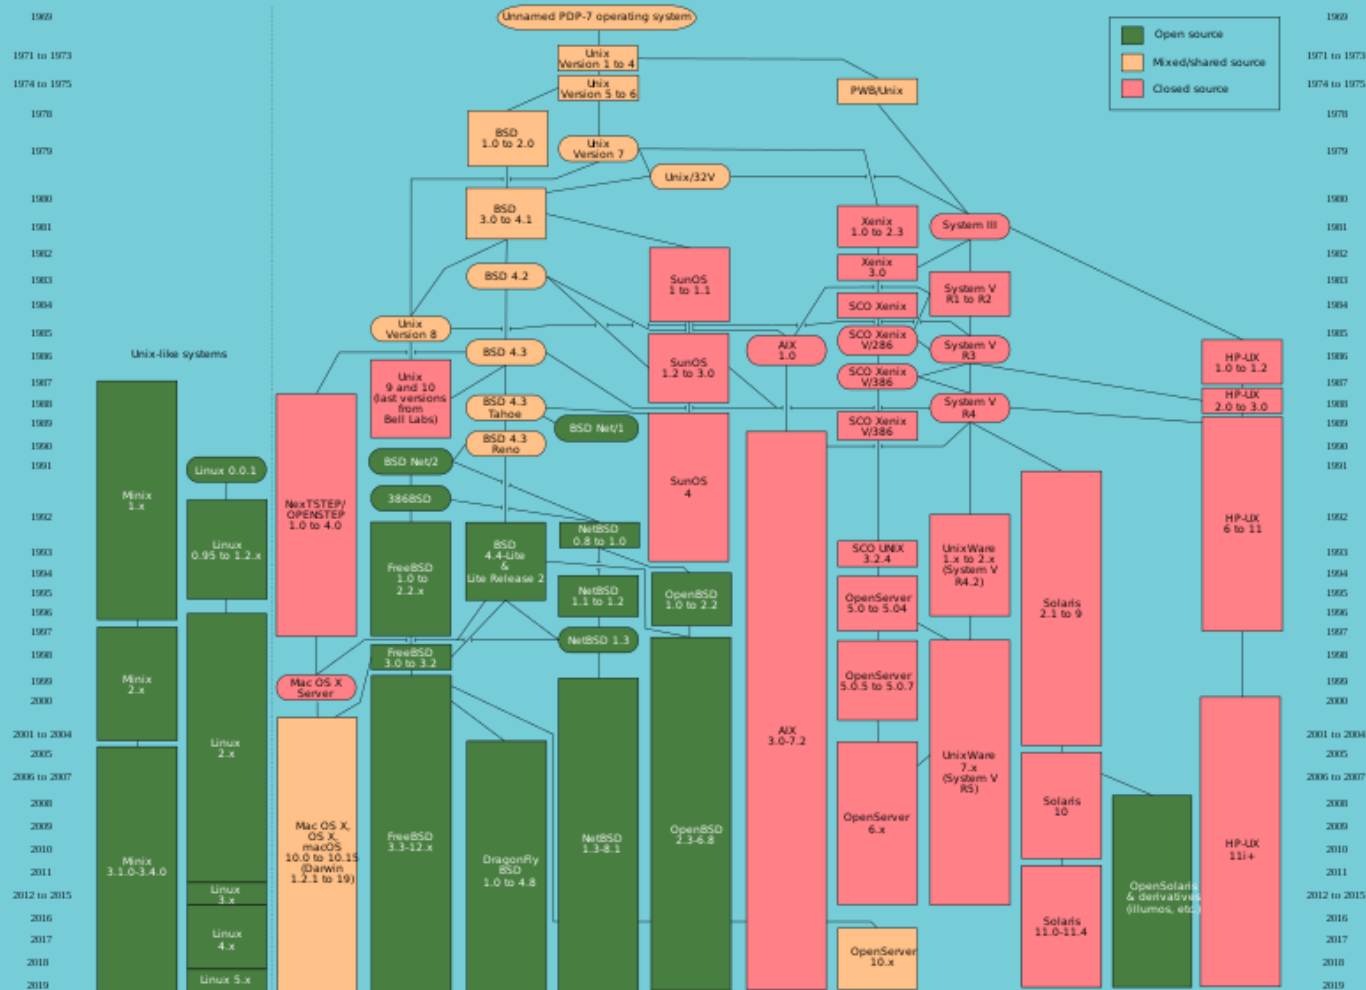 1969
1971 to 1973
1974 to 1975
1978
1979
1980
1981
1982
1983
1984
1985
1986
1987
1988
1989
1990
1991
1992
1993
1994
1995
1996
1997
1998
1999
2000
2001 to 2004
2005
2006 to 2007
2008
2009
2010
2011
2012 to 2015
2016
2017
2018
2019
Unix-like systems
Minix
1.x
Minix
2.x
Minix
3.1.0-3.4.0
Linux 0.0.1
Linux
0.95 to 1.2.x
Linux
2.x
Linux
3.x
Linux
4.x
Linux 5.x
Unnamed PDP-7 operating system
Unix
Version 1 to 4
Unix
Version 5 to 6
PWB/Unix
BSD
1.0 to 2.0
Unix
Version 7
Unix/32V
BSD
3.0 to 4.1
BSD 4.2
Unix
Version 8
BSD 4.3
Unix
9 and 10
(last versions
from
Bell Labs)
BSD 4.3
Tahoe
BSD 4.3
Reno
BSD Net/1
BSD Net/2
386BSD
NexTSTEP/
OPENSTEP
1.0 to 4.0
Mac OS X
Server
Mac OS X,
OS X,
macOS
10.0 to 10.15
(Darwin
1.2.1 to 19)
FreeBSD
1.0 to
2.2.x
FreeBSD
3.0 to 3.2
FreeBSD
3.3-12.x
BSD
4.4-Lite
&
Lite Release 2
DragonFly
BSD
1.0 to 4.8
NetBSD
0.8 to 1.0
NetBSD
1.1 to 1.2
NetBSD 1.3
NetBSD
1.3-8.1
SunOS
1 to 1.1
SunOS
1.2 to 3.0
SunOS
4
OpenBSD
1.0 to 2.2
OpenBSD
2.3-6.8
AIX
1.0
AIX
3.0-7.2
Xenix
1.0 to 2.3
Xenix
3.0
SCO Xenix
SCO Xenix
V/286
SCO Xenix
V/386
SCO Xenix
V/386
SCO UNIX
3.2.4
OpenServer
5.0 to 5.04
OpenServer
5.0.5 to 5.0.7
OpenServer
6.x
OpenServer
10.x
System III
System V
R1 to R2
System V
R3
System V
R4
UnixWare
1.x to 2.x
(System V
R4.2)
UnixWare
7.x
(System V
R5)
Solaris
2.1 to 9
Solaris
10
Solaris
11.0-11.4
OpenSolaris
& derivatives
(illumos, etc.)
HP-UX
1.0 to 1.2
HP-UX
2.0 to 3.0
HP-UX
6 to 11
HP-UX
11i+
Open source
Mixed/shared source
Closed source
1969
1971 to 1973
1974 to 1975
1978
1979
1980
1981
1982
1983
1984
1985
1986
1987
1988
1989
1990
1991
1992
1993
1994
1995
1996
1997
1998
1999
2000
2001 to 2004
2005
2006 to 2007
2008
2009
2010
2011
2012 to 2015
2016
2017
2018
2019